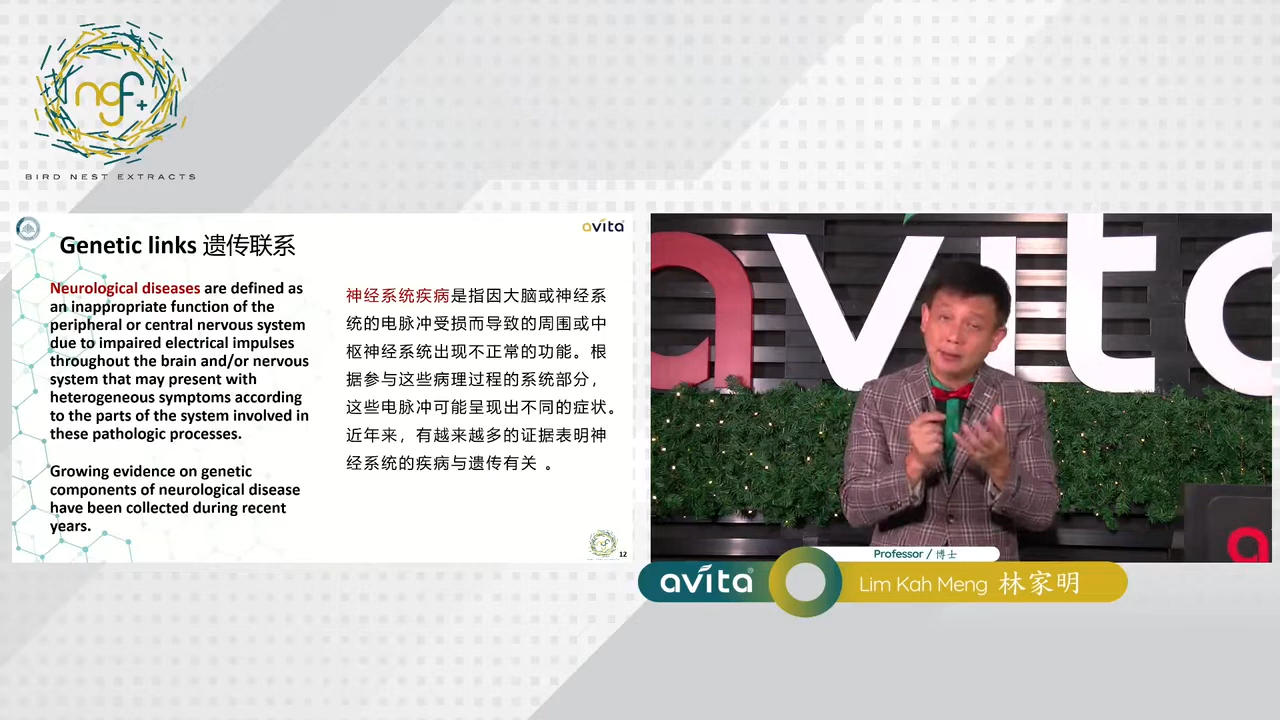 ngf+
BIRD NEST EXTRACTS
avita
Genetic links 遗传联系
Neurological diseases are defined as
an inappropriate function of the
peripheral or central nervous system
due to impaired electrical impulses
throughout the brain and/or nervous
system that may present with
heterogeneous symptoms according
to the parts of the system involved in
these pathologic processes.
Growing evidence on genetic
components of neurological disease
have been collected during recent
years.
神经系统疾病是指因大脑或神经系
统的电脉冲受损而导致的周围或中
枢神经系统出现不正常的功能。根
据参与这些病理过程的系统部分，
这些电脉冲可能呈现出不同的症状。
近年来，有越来越多的证据表明神
经系统的疾病与遗传有关 。
ngf
12
avita
a
Professor / 博士
avita®
Lim Kah Meng 林家明